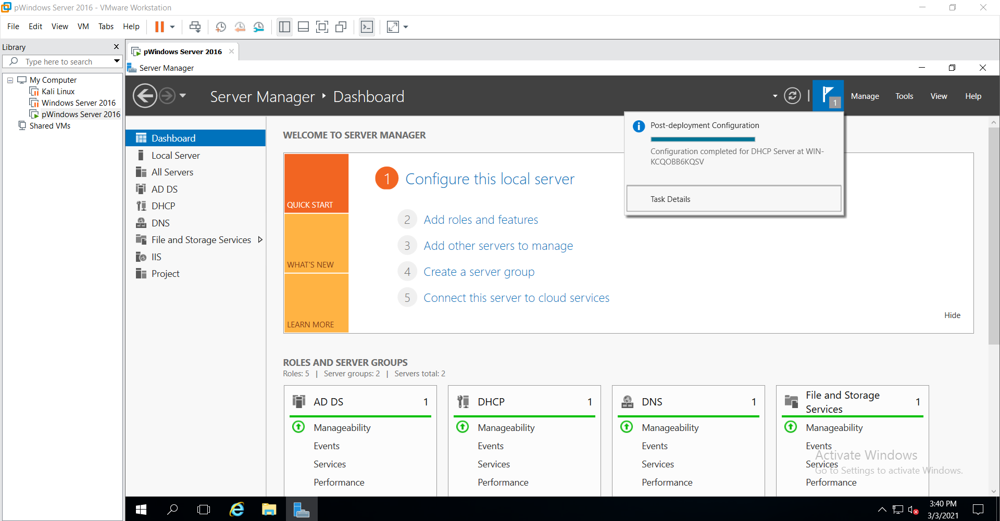 pWindows Server 2016 - VMware Workstation
File Edit View VM Tabs Help
Library
Type here to search
My Computer
Kali Linux
Windows Server 2016
pWindows Server 2016
Shared VMs
pWindows Server 2016
Server Manager
Server Manager Dashboard
1
Manage Tools View Help
Post-deployment Configuration
Configuration completed for DHCP Server at WIN-
KCQOBB6KQSV
Task Details
Dashboard
Local Server
All Servers
AD DS
DHCP
DNS
File and Storage Services
IIS
Project
WELCOME TO SERVER MANAGER
QUICK START
WHAT'S NEW
LEARN MORE
1 Configure this local server
2 Add roles and features
3 Add other servers to manage
4 Create a server group
5 Connect this server to cloud services
Hide
ROLES AND SERVER GROUPS
Roles: 5 | Server groups: 2 | Servers total: 2
AD DS 1
Manageability
Events
Services
Performance
DHCP 1
Manageability
Events
Services
Performance
DNS 1
Manageability
Events
Services
Performance
File and Storage
Services 1
Manageability
Events
Services
Performance
Activate Windows
Go to Settings to activate Windows.
3:40 PM
3/3/2021